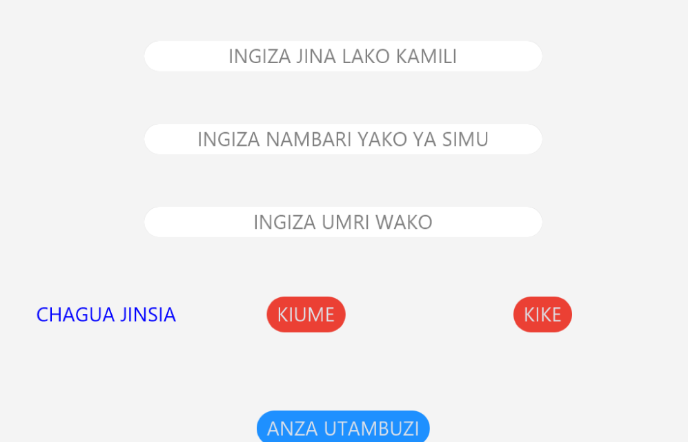 INGIZA JINA LAKO KAMILI
INGIZA NAMBARI YAKO YA SIMU
INGIZA UMRI WAKO
CHAGUA JINSIA KIUME KIKE
ANZA UTAMBUZI